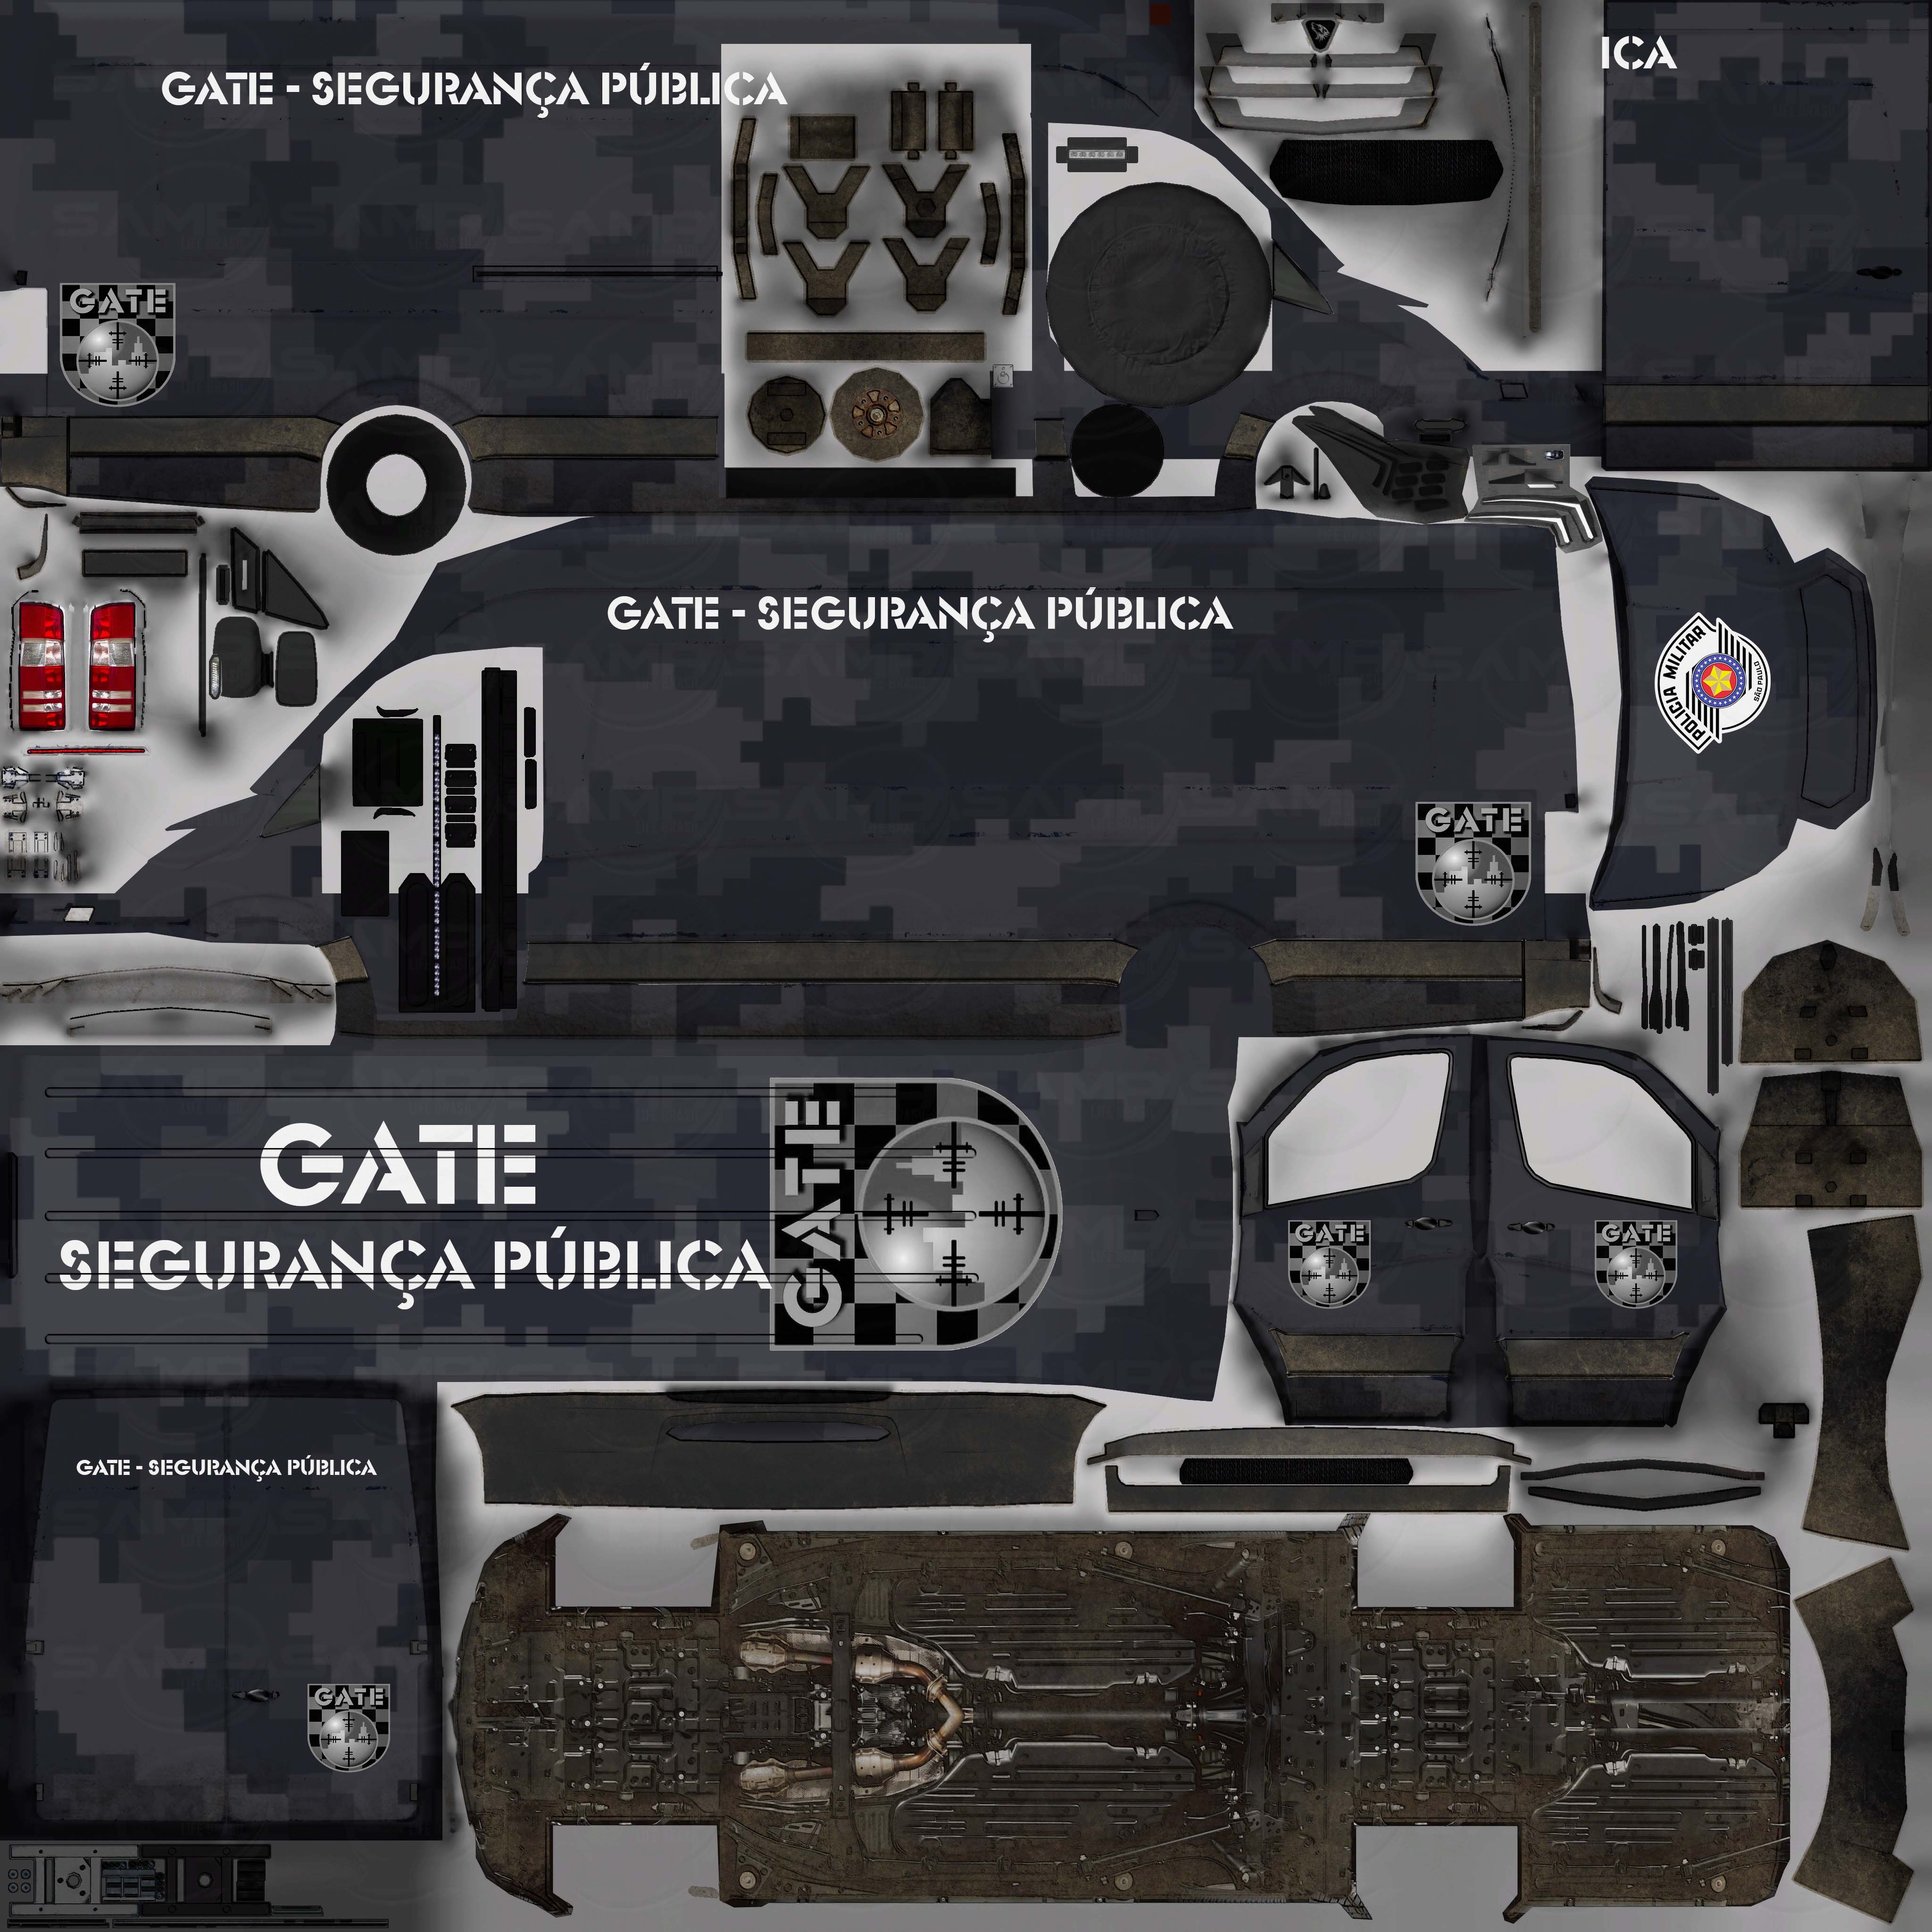 GATE - SEGURANÇA PÚBLICA
ICA
GATE
GATE - SEGURANÇA PÚBLICA
POLICIA MILITAR
SÃO PAULO
GATE
GATE
SEGURANÇA PÚBLICA
GATE
GATE
GATE
GATE - SEGURANÇA PÚBLICA
GATE